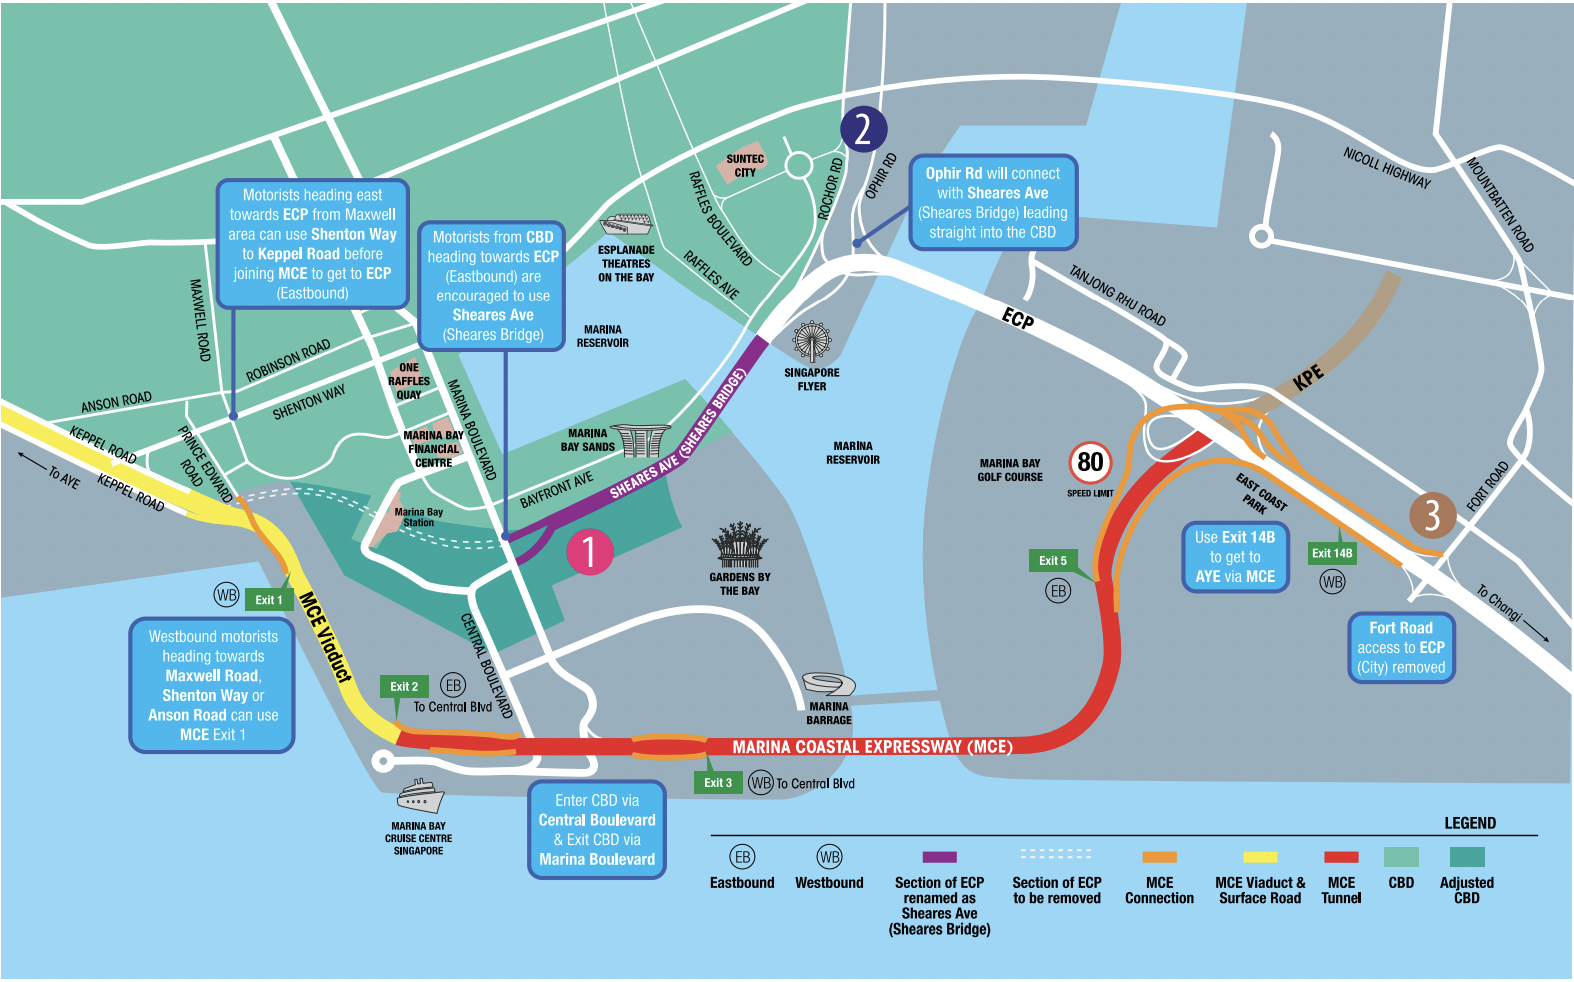 2
SUNTEC
CITY
ROCHOR RD
OPHIR RD
Ophir Rd will connect
with Sheares Ave
(Sheares Bridge) leading
straight into the CBD
NICOLL HIGHWAY
MOUNTBATTEN ROAD
RAFFLES BOULEVARD
RAFFLES AVE
Motorists heading east
towards ECP from Maxwell
area can use Shenton Way
to Keppel Road before
joining MCE to get to ECP
(Eastbound)
Motorists from CBD
heading towards ECP
(Eastbound) are
encouraged to use
Sheares Ave
(Sheares Bridge)
ESPLANADE
THEATRES
ON THE BAY
MARINA
RESERVOIR
TANJONG RHU ROAD
ECP
KPE
MAXWELL ROAD
ROBINSON ROAD
SHENTON WAY
ANSON ROAD
KEPPEL ROAD
KEPPEL ROAD
To AYE
PRINCE EDWARD
ROAD
ONE
RAFFLES
QUAY
MARINA BOULEVARD
MARINA BAY
FINANCIAL
CENTRE
MARINA
BAY SANDS
BAYFRONT AVE
SHEARES AVE (SHEARES BRIDGE)
SINGAPORE
FLYER
MARINA
RESERVOIR
MARINA BAY
GOLF COURSE
80
SPEED LIMIT
EAST COAST
PARK
FORT ROAD
3
Marina Bay
Station
1
GARDENS BY
THE BAY
Exit 5
EB
Use Exit 14B
to get to
AYE via MCE
Exit 14B
WB
To Changi
Fort Road
access to ECP
(City) removed
WB
Exit 1
MCE Viaduct
Westbound motorists
heading towards
Maxwell Road,
Shenton Way or
Anson Road can use
MCE Exit 1
CENTRAL BOULEVARD
Exit 2
EB
To Central Blvd
MARINA
BARRAGE
MARINA COASTAL EXPRESSWAY (MCE)
Exit 3
WB
To Central Blvd
MARINA BAY
CRUISE CENTRE
SINGAPORE
Enter CBD via
Central Boulevard
& Exit CBD via
Marina Boulevard
LEGEND
EB
Eastbound
WB
Westbound
Section of ECP
renamed as
Sheares Ave
(Sheares Bridge)
Section of ECP
to be removed
MCE
Connection
MCE Viaduct &
Surface Road
MCE
Tunnel
CBD
Adjusted
CBD